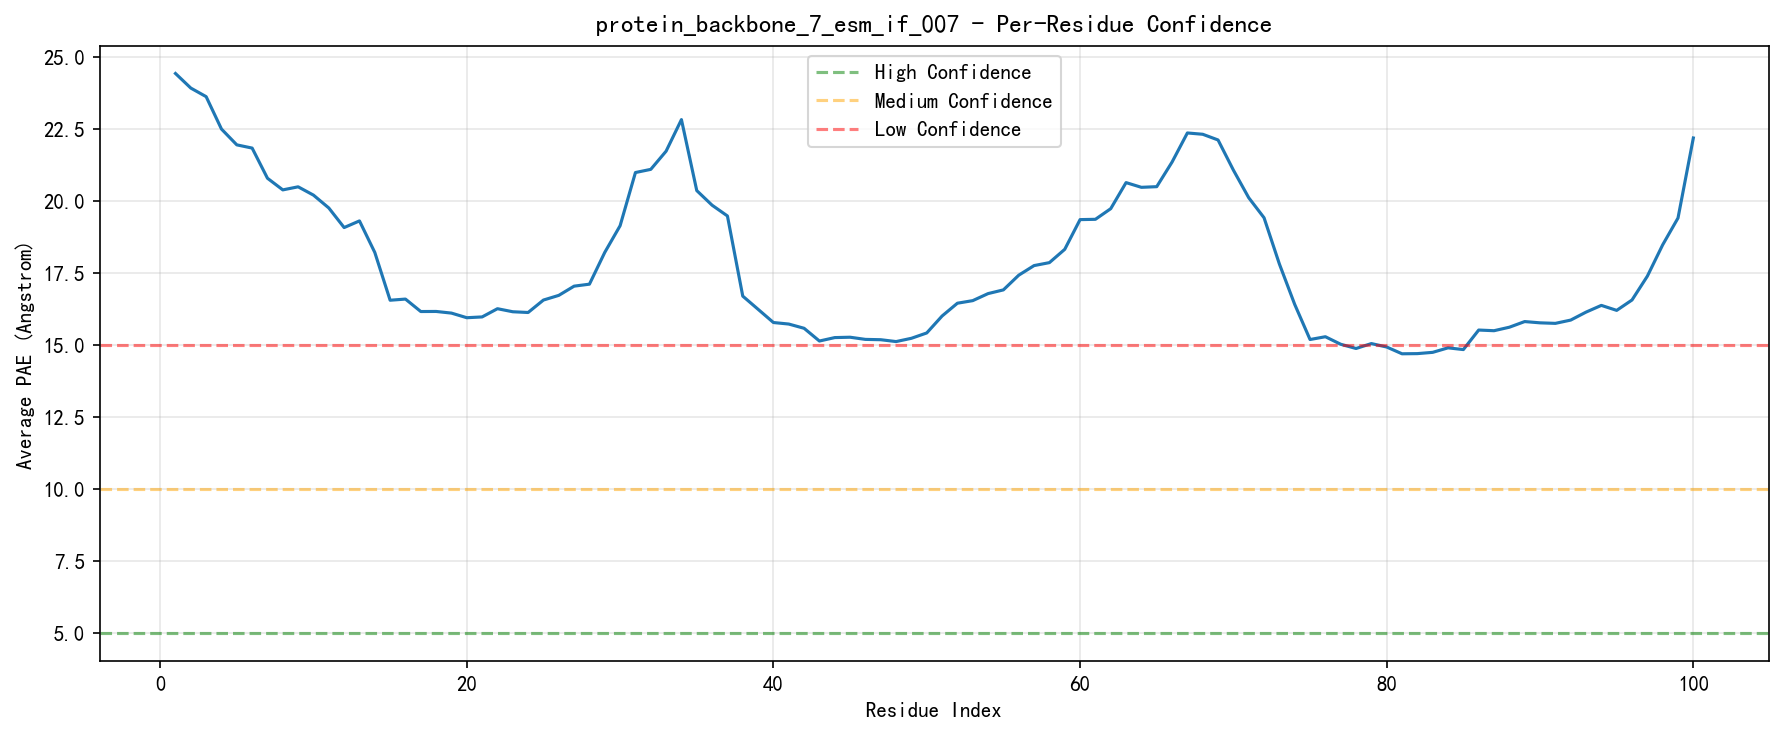 protein_backbone_7_esm_if_007 - Per-Residue Confidence
High Confidence
Medium Confidence
Low Confidence
Average PAE (Angstrom)
25.0
22.5
20.0
17.5
15.0
12.5
10.0
7.5
5.0
0 20 40 60 80 100
Residue Index